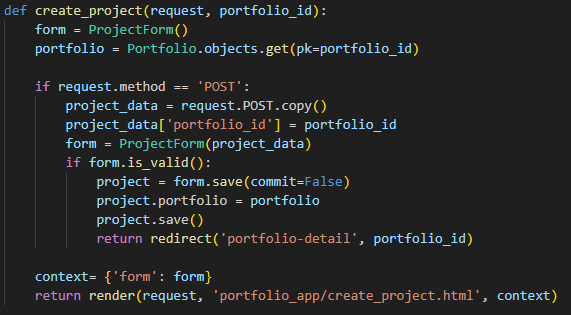 def create_project(request, portfolio_id):
    form = ProjectForm()
    portfolio = Portfolio.objects.get(pk=portfolio_id)

    if request.method == 'POST':
        project_data = request.POST.copy()
        project_data['portfolio_id'] = portfolio_id
        form = ProjectForm(project_data)
        if form.is_valid():
            project = form.save(commit=False)
            project.portfolio = portfolio
            project.save()
            return redirect('portfolio-detail', portfolio_id)

    context= {'form': form}
    return render(request, 'portfolio_app/create_project.html', context)